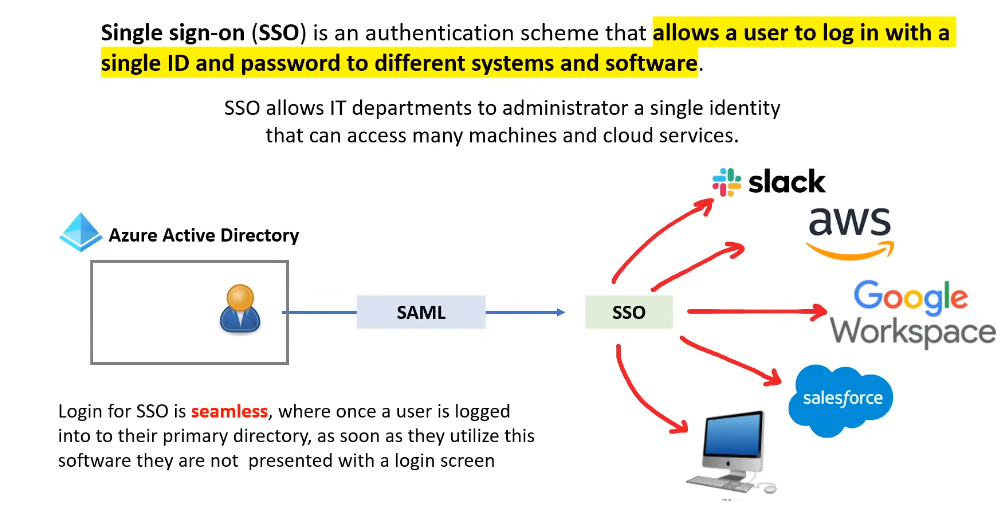 Single sign-on (SSO) is an authentication scheme that allows a user to log in with a
single ID and password to different systems and software.
SSO allows IT departments to administrator a single identity
that can access many machines and cloud services.
slack
aws
Azure Active Directory
Google
Workspace
SAML
SSO
salesforce
Login for SSO is seamless, where once a user is logged
into to their primary directory, as soon as they utilize this
software they are not presented with a login screen